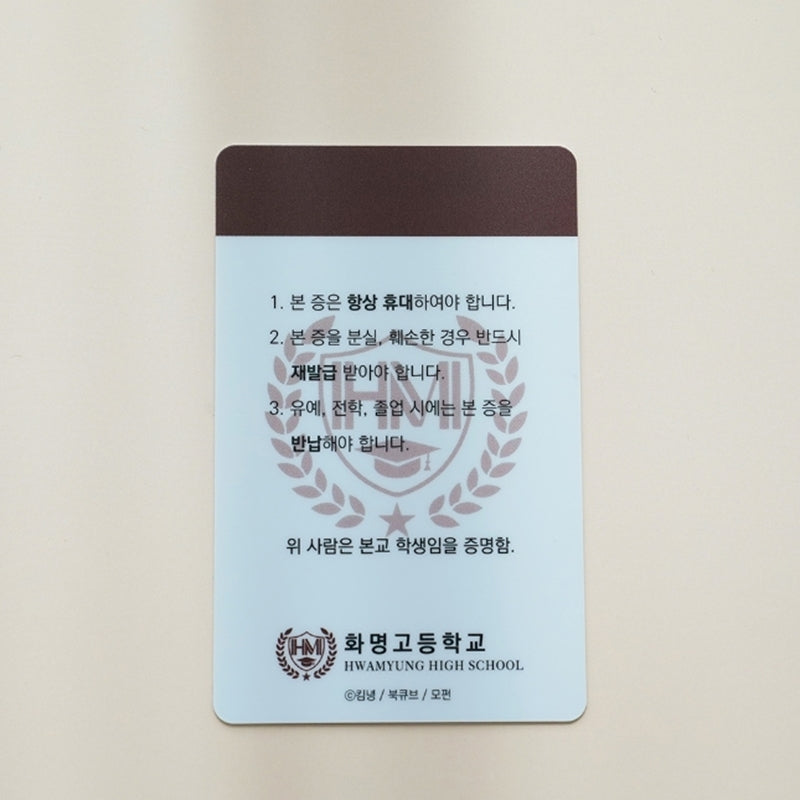 1. 본 증은 항상 휴대하여야 합니다.
2. 본 증을 분실, 훼손한 경우 반드시
재발급 받아야 합니다.
3. 유예, 전학, 졸업 시에는 본 증을
반납해야 합니다.
HMI
위 사람은 본교 학생임을 증명함.
HMI
화명고등학교
HWAMYUNG HIGH SCHOOL
©킴녕 / 북큐브 / 모펀